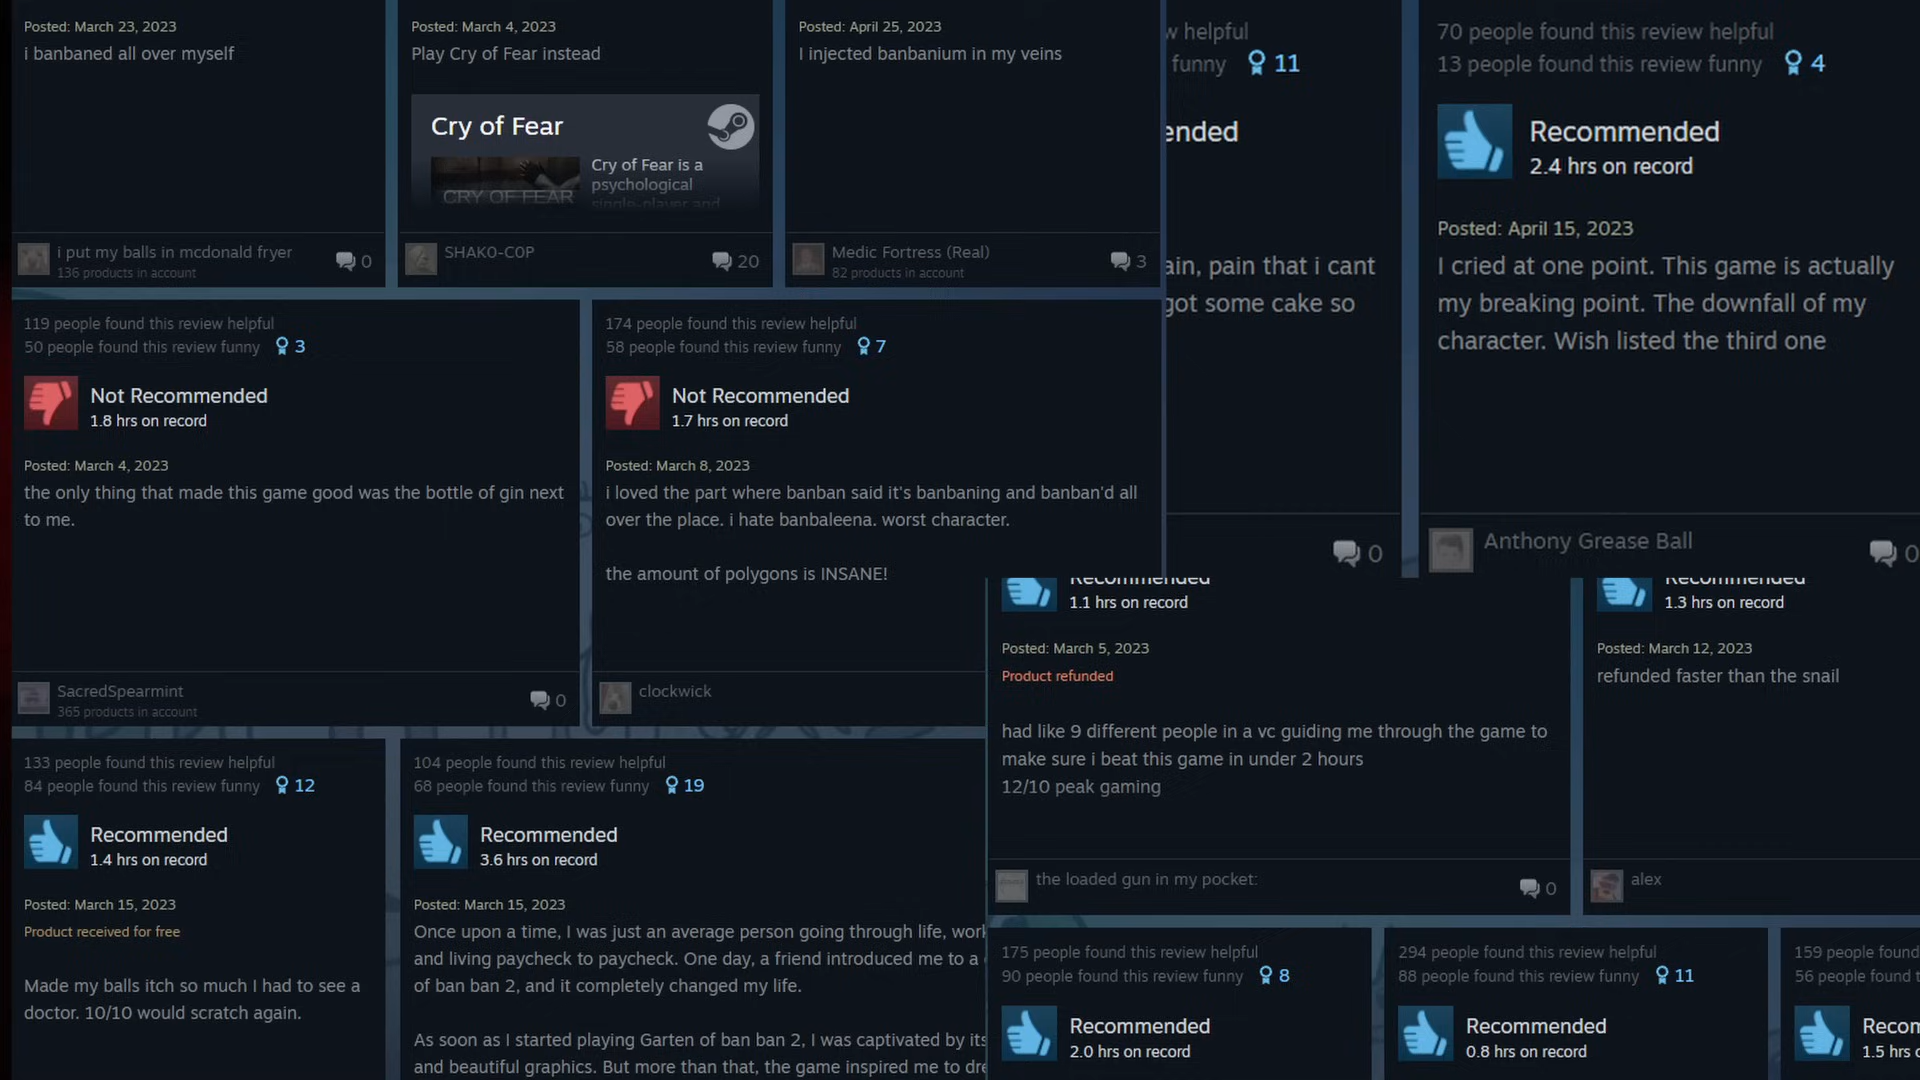 Posted: March 23, 2023
i banbaned all over myself
i put my balls in mcdonald fryer
136 products in account
0
Posted: March 4, 2023
Play Cry of Fear instead
Cry of Fear
Cry of Fear is a
psychological
single-player and
CRY OF FEAR
SHAK0-C0P
20
Posted: April 25, 2023
I injected banbanium in my veins
Medic Fortress (Real)
82 products in account
3
helpful
funny 11
ended
ain, pain that i cant
got some cake so
0
70 people found this review helpful
13 people found this review funny 4
Recommended
2.4 hrs on record
Posted: April 15, 2023
I cried at one point. This game is actually
my breaking point. The downfall of my
character. Wish listed the third one
Anthony Grease Ball
0
119 people found this review helpful
50 people found this review funny 3
Not Recommended
1.8 hrs on record
Posted: March 4, 2023
the only thing that made this game good was the bottle of gin next
to me.
SacredSpearmint
365 products in account
0
174 people found this review helpful
58 people found this review funny 7
Not Recommended
1.7 hrs on record
Posted: March 8, 2023
i loved the part where banban said it's banbaning and banban'd all
over the place. i hate banbaleena. worst character.
the amount of polygons is INSANE!
clockwick
Recommended
1.1 hrs on record
Posted: March 5, 2023
Product refunded
had like 9 different people in a vc guiding me through the game to
make sure i beat this game in under 2 hours
12/10 peak gaming
the loaded gun in my pocket:
0
Recommended
1.3 hrs on record
Posted: March 12, 2023
refunded faster than the snail
alex
133 people found this review helpful
84 people found this review funny 12
Recommended
1.4 hrs on record
Posted: March 15, 2023
Product received for free
Made my balls itch so much I had to see a
doctor. 10/10 would scratch again.
104 people found this review helpful
68 people found this review funny 19
Recommended
3.6 hrs on record
Posted: March 15, 2023
Once upon a time, I was just an average person going through life, work
and living paycheck to paycheck. One day, a friend introduced me to a
of ban ban 2, and it completely changed my life.
As soon as I started playing Garten of ban ban 2, I was captivated by its
and beautiful graphics. But more than that, the game inspired me to dre
175 people found this review helpful
90 people found this review funny 8
Recommended
2.0 hrs on record
294 people found this review helpful
88 people found this review funny 11
Recommended
0.8 hrs on record
159 people found
56 people found t
Recom
1.5 hrs o